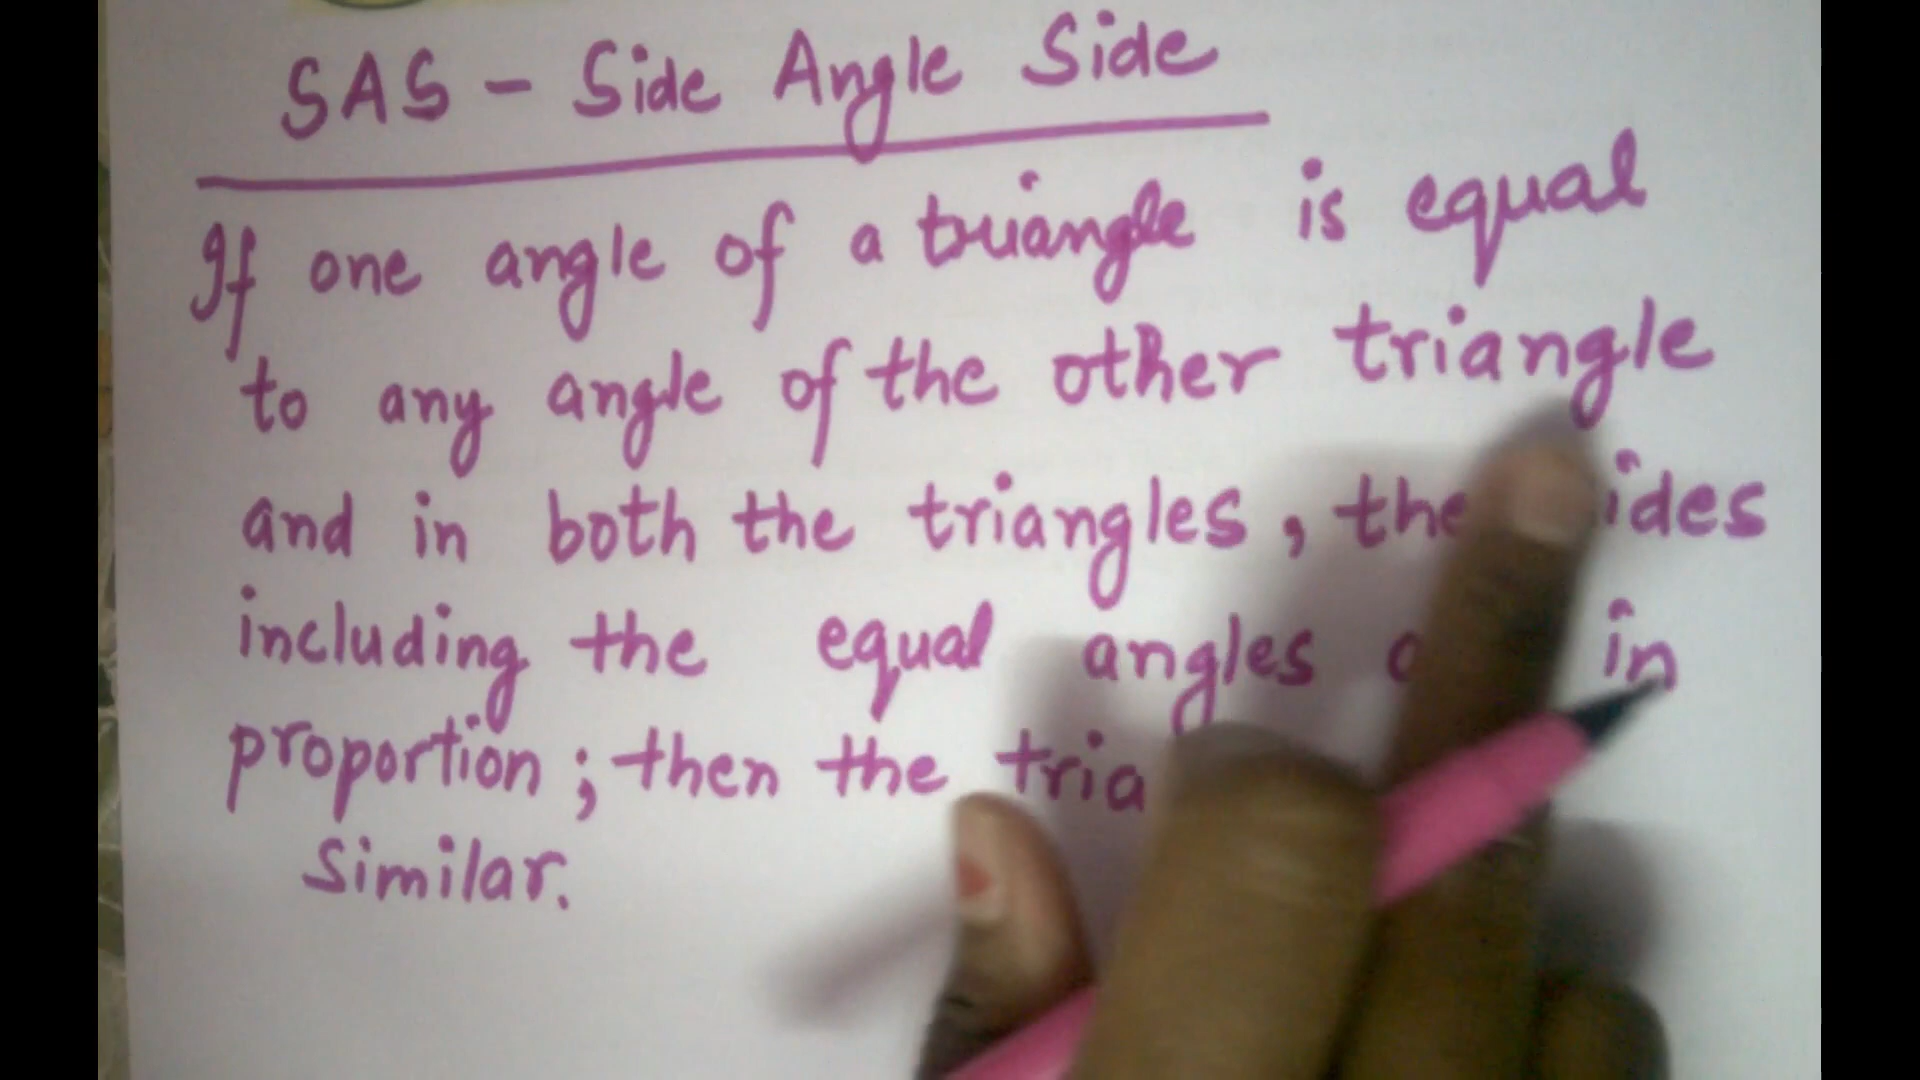 SAS - Side Angle Side
If one angle of a triangle is equal
to any angle of the other triangle
and in both the triangles, the
including the equal angles in
proportion; then the
Similar.